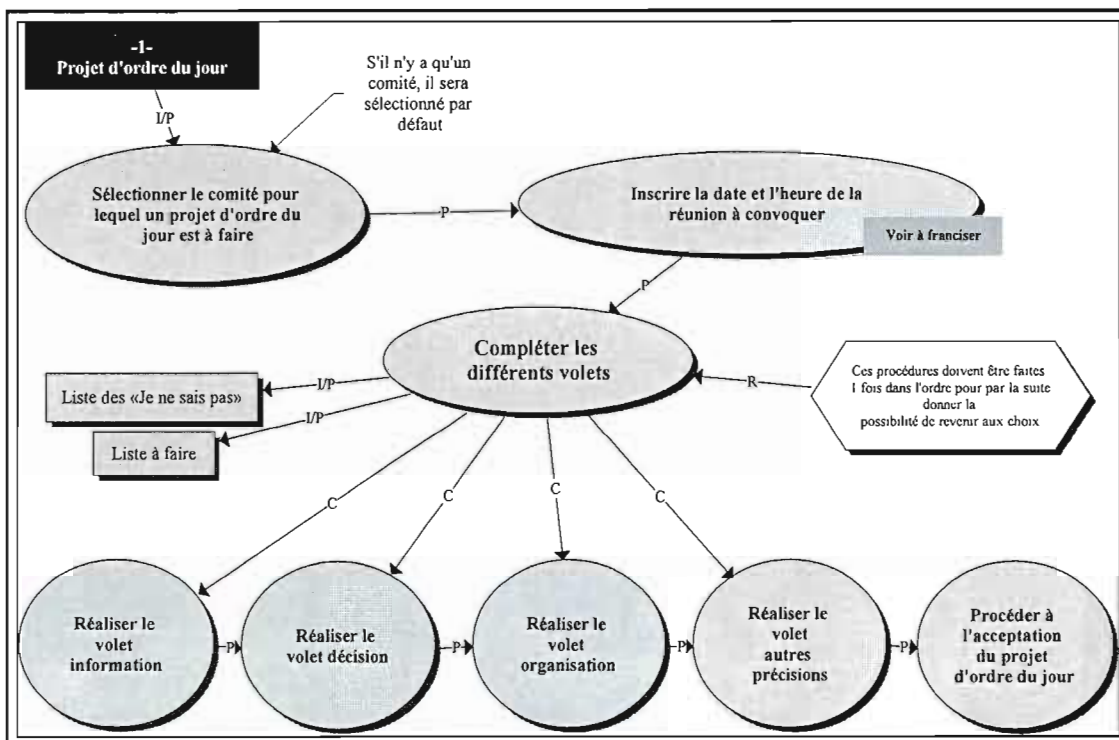 -1-
Projet d'ordre du jour
S'il n'y a qu'un
comité, il sera
sélectionné par
défaut
I/P
Sélectionner le comité pour
lequel un projet d'ordre du
jour est à faire
P
Inscrire la date et l'heure de la
réunion à convoquer
Voir à franciser
P
Compléter les
différents volets
R
Ces procédures doivent être faites
1 fois dans l'ordre pour par la suite
donner la
possibilité de revenir aux choix
I/P
Liste des «Je ne sais pas»
I/P
Liste à faire
C
C
C
C
Réaliser le
volet
information
P
Réaliser le
volet décision
P
Réaliser le
volet
organisation
P
Réaliser le
volet
autres
précisions
P
Procéder à
l'acceptation
du projet
d'ordre du jour